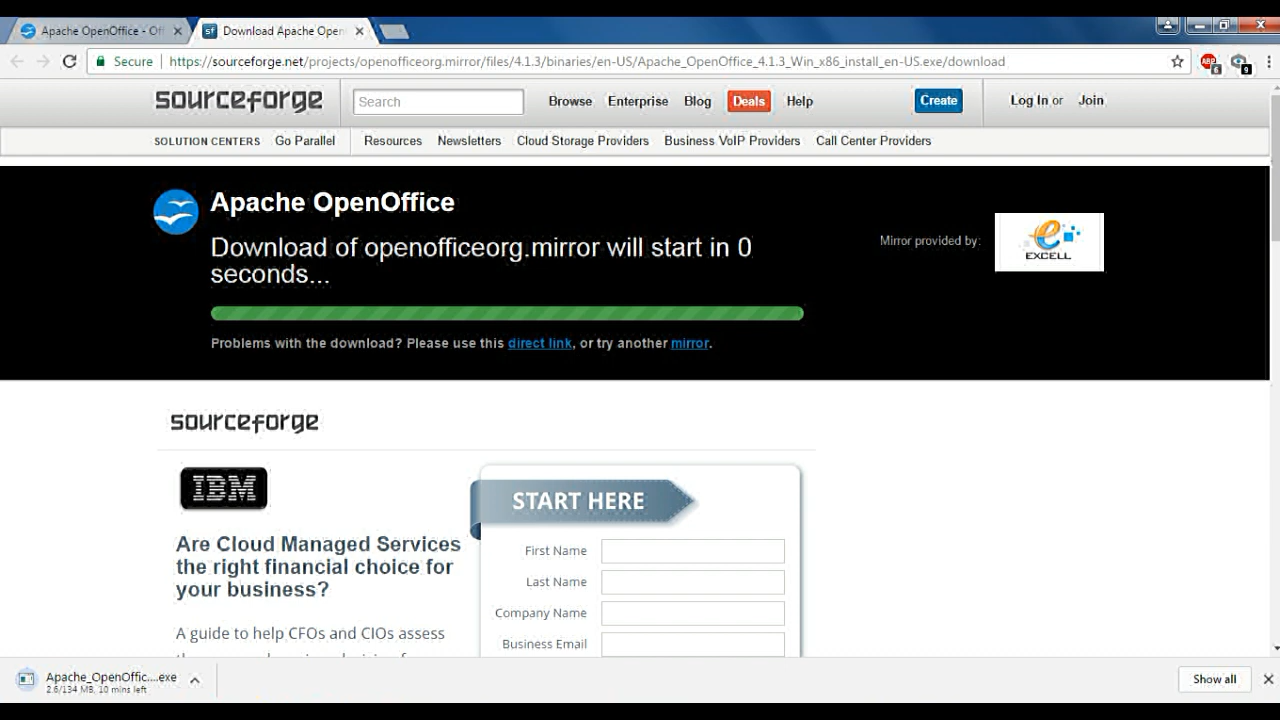 Apache OpenOffice - Of
Download Apache Open
Secure https://sourceforge.net/projects/openofficeorg.mirror/files/4.1.3/binaries/en-US/Apache_OpenOffice_4.1.3_Win_x86_install_en-US.exe/download
ABP
6
9
sourceforge
Search
Browse Enterprise Blog Deals Help
Create
Log In or Join
SOLUTION CENTERS Go Parallel Resources Newsletters Cloud Storage Providers Business VoIP Providers Call Center Providers
Apache OpenOffice
Download of openofficeorg.mirror will start in 0
seconds...
Mirror provided by:
EXCELL
Problems with the download? Please use this direct link, or try another mirror.
sourceforge
IBM
Are Cloud Managed Services
the right financial choice for
your business?
A guide to help CFOs and CIOs assess
START HERE
First Name
Last Name
Company Name
Business Email
Apache_OpenOffic....exe
2.6/134 MB, 10 mins left
Show all